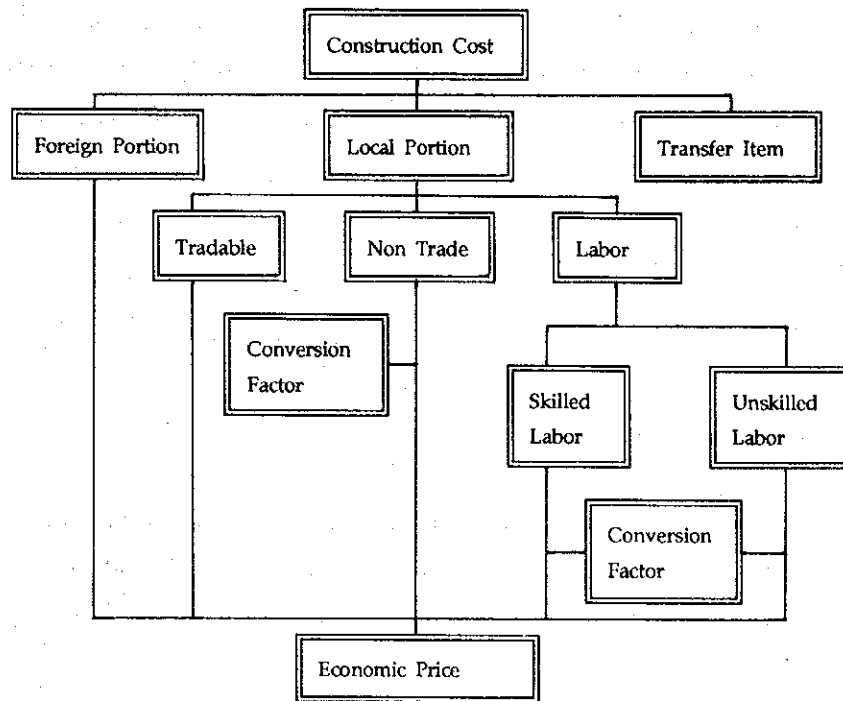 Construction Cost
Foreign Portion
Local Portion
Transfer Item
Tradable
Non Trade
Labor
Conversion
Factor
Skilled
Labor
Unskilled
Labor
Conversion
Factor
Economic Price